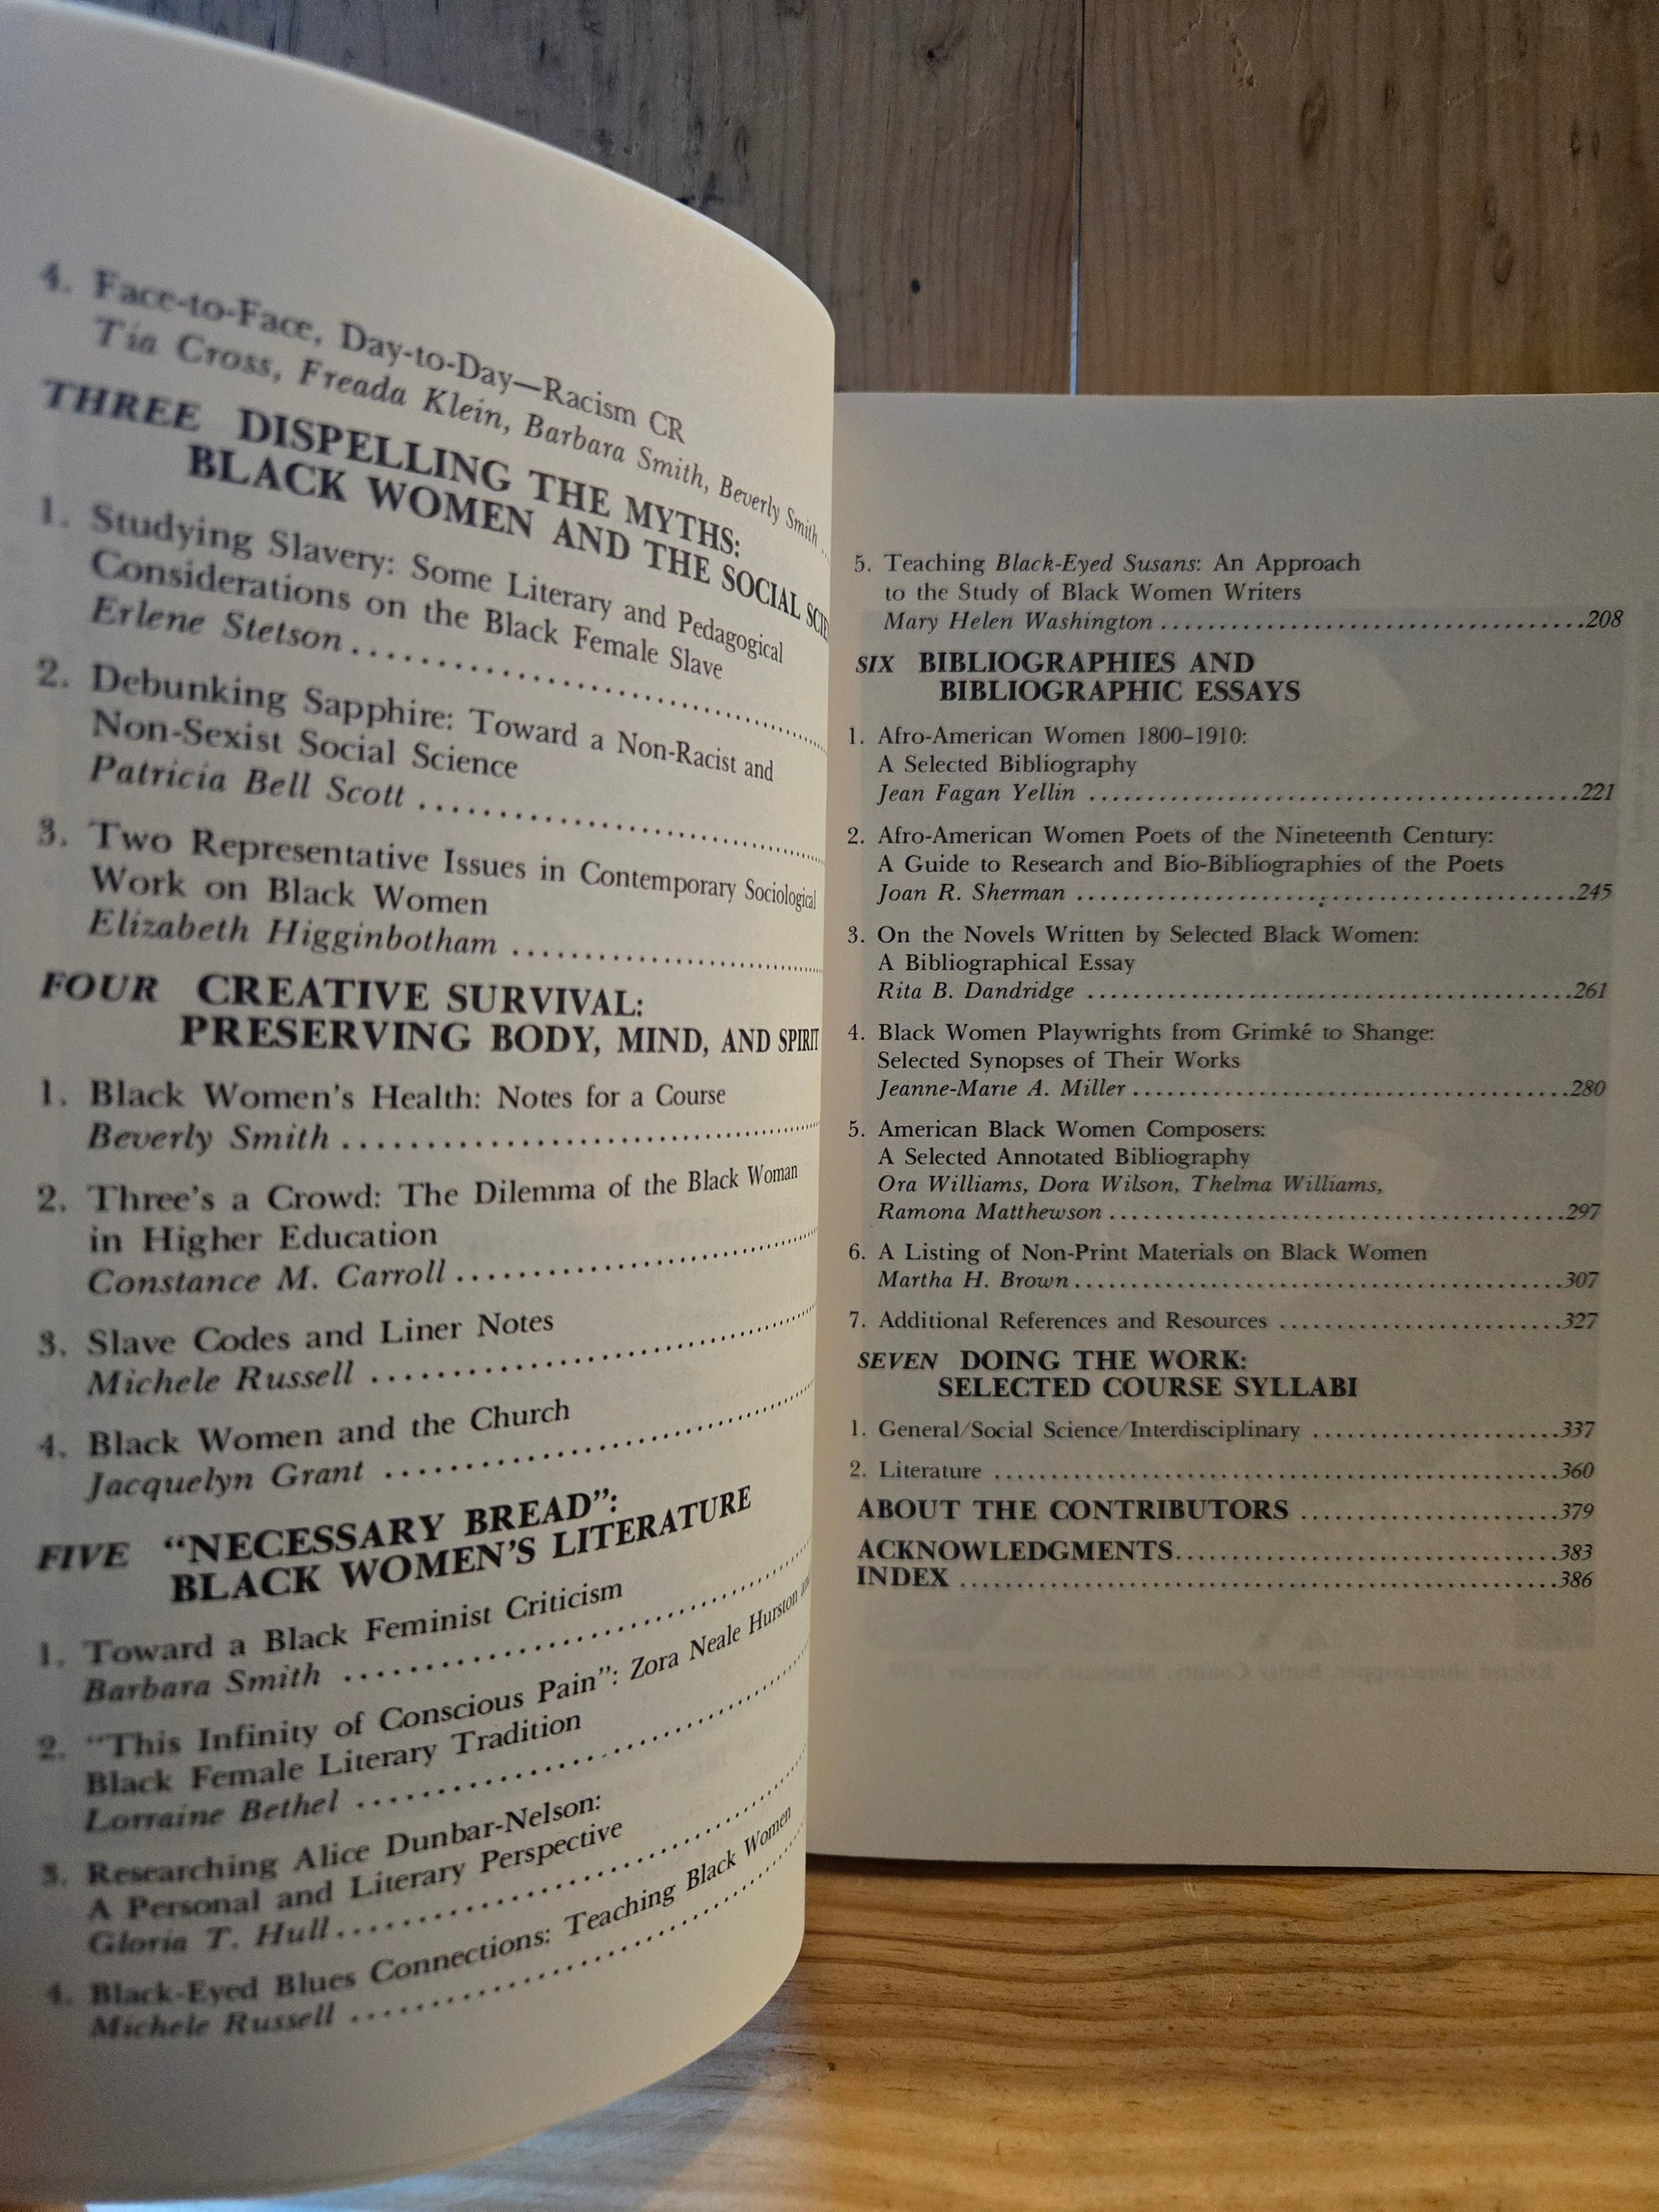 4. Face-to-Face, Day-to-Day—Racism CR
Tia Cross, Freada Klein, Barbara Smith, Beverly Smith ..
THREE DISPELLING THE MYTHS:
BLACK WOMEN AND THE SOCIAL SCIE
1. Studying Slavery: Some Literary and Pedagogical
Considerations on the Black Female Slave
Erlene Stetson ........................................
2. Debunking Sapphire: Toward a Non-Racist and
Non-Sexist Social Science
Patricia Bell Scott ........................................
3. Two Representative Issues in Contemporary Sociological
Work on Black Women
Elizabeth Higginbotham ........................................
FOUR CREATIVE SURVIVAL:
PRESERVING BODY, MIND, AND SPIRIT
1. Black Women's Health: Notes for a Course
Beverly Smith ........................................
2. Three's a Crowd: The Dilemma of the Black Woman
in Higher Education
Constance M. Carroll ........................................
3. Slave Codes and Liner Notes
Michele Russell ........................................
4. Black Women and the Church
Jacquelyn Grant ........................................
FIVE “NECESSARY BREAD”:
BLACK WOMEN'S LITERATURE
1. Toward a Black Feminist Criticism
Barbara Smith ........................................
2. “This Infinity of Conscious Pain”: Zora Neale Hurston and
Black Female Literary Tradition
Lorraine Bethel ........................................
3. Researching Alice Dunbar-Nelson:
A Personal and Literary Perspective
Gloria T. Hull ........................................
4. Black-Eyed Blues Connections: Teaching Black Women
Michele Russell ........................................
5. Teaching Black-Eyed Susans: An Approach
to the Study of Black Women Writers
Mary Helen Washington ........................................208
SIX BIBLIOGRAPHIES AND
BIBLIOGRAPHIC ESSAYS
1. Afro-American Women 1800–1910:
A Selected Bibliography
Jean Fagan Yellin ........................................221
2. Afro-American Women Poets of the Nineteenth Century:
A Guide to Research and Bio-Bibliographies of the Poets
Joan R. Sherman ........................................245
3. On the Novels Written by Selected Black Women:
A Bibliographical Essay
Rita B. Dandridge ........................................261
4. Black Women Playwrights from Grimké to Shange:
Selected Synopses of Their Works
Jeanne-Marie A. Miller ........................................280
5. American Black Women Composers:
A Selected Annotated Bibliography
Ora Williams, Dora Wilson, Thelma Williams,
Ramona Matthewson ........................................297
6. A Listing of Non-Print Materials on Black Women
Martha H. Brown ........................................307
7. Additional References and Resources ........................327
SEVEN DOING THE WORK:
SELECTED COURSE SYLLABI
1. General/Social Science/Interdisciplinary ......................337
2. Literature ........................................360
ABOUT THE CONTRIBUTORS ........................379
ACKNOWLEDGMENTS ........................383
INDEX ........................................386